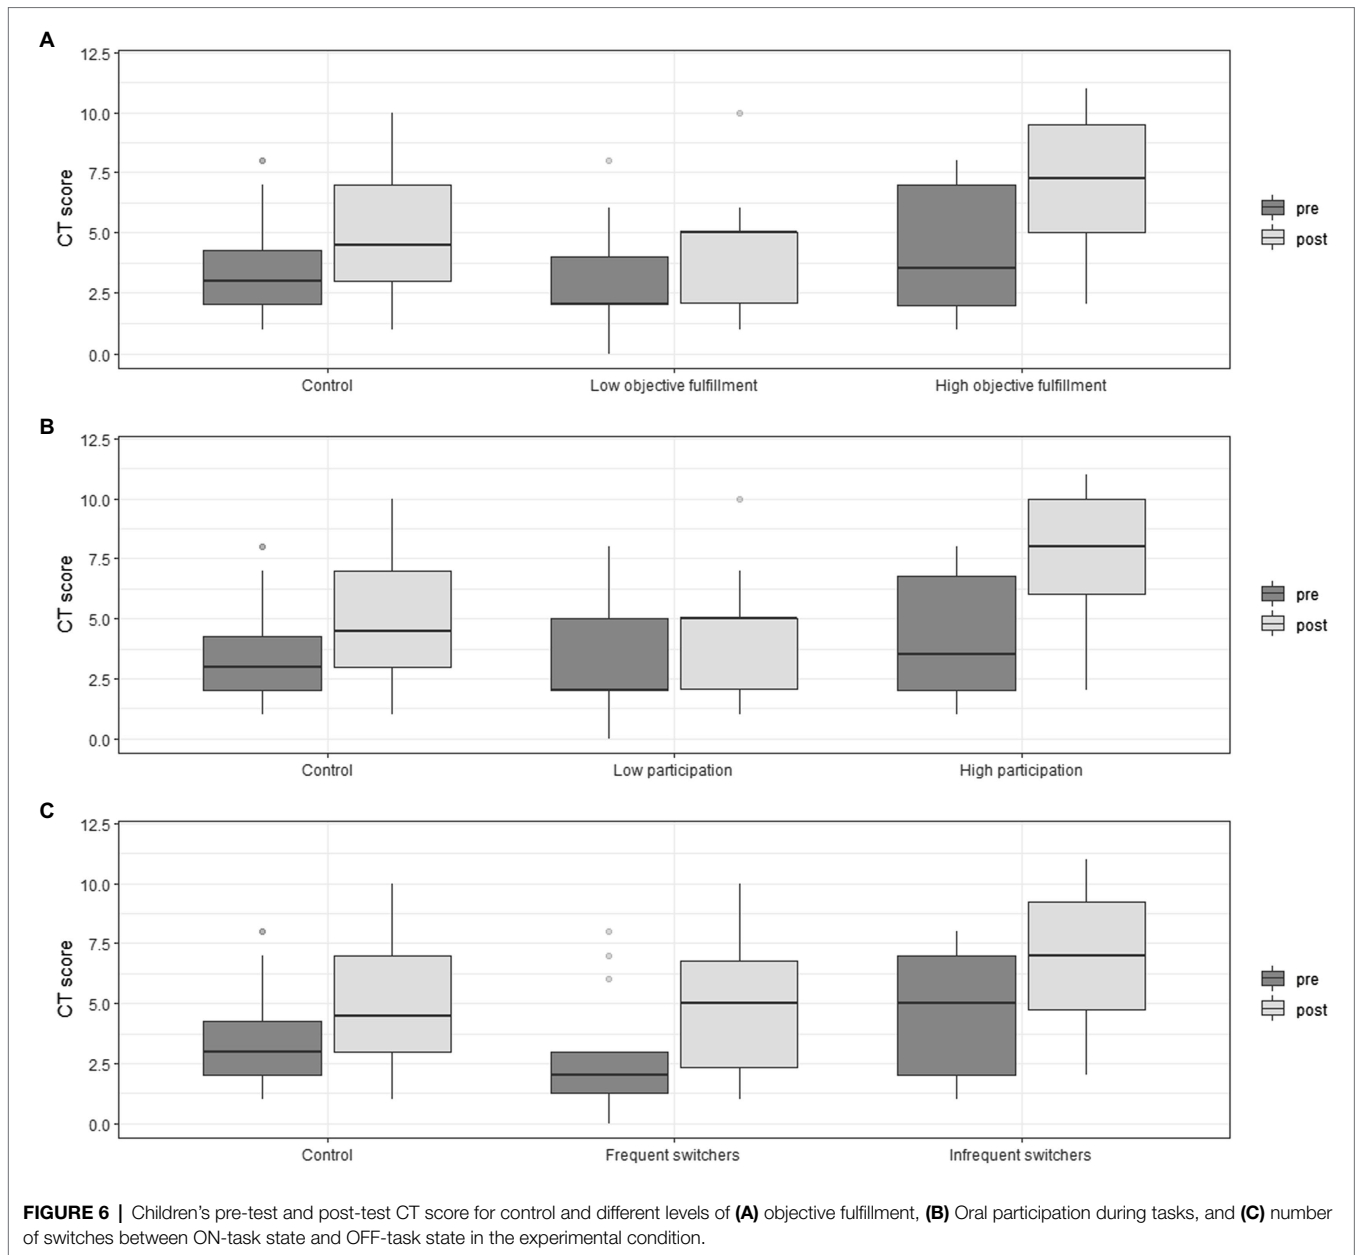 A
12.5
10.0
7.5
5.0
2.5
0.0
CT score
Control
Low objective fulfillment
High objective fulfillment
pre
post
B
12.5
10.0
7.5
5.0
2.5
0.0
CT score
Control
Low participation
High participation
pre
post
C
12.5
10.0
7.5
5.0
2.5
0.0
CT score
Control
Frequent switchers
Infrequent switchers
pre
post
FIGURE 6 | Children's pre-test and post-test CT score for control and different levels of (A) objective fulfillment, (B) Oral participation during tasks, and (C) number
of switches between ON-task state and OFF-task state in the experimental condition.